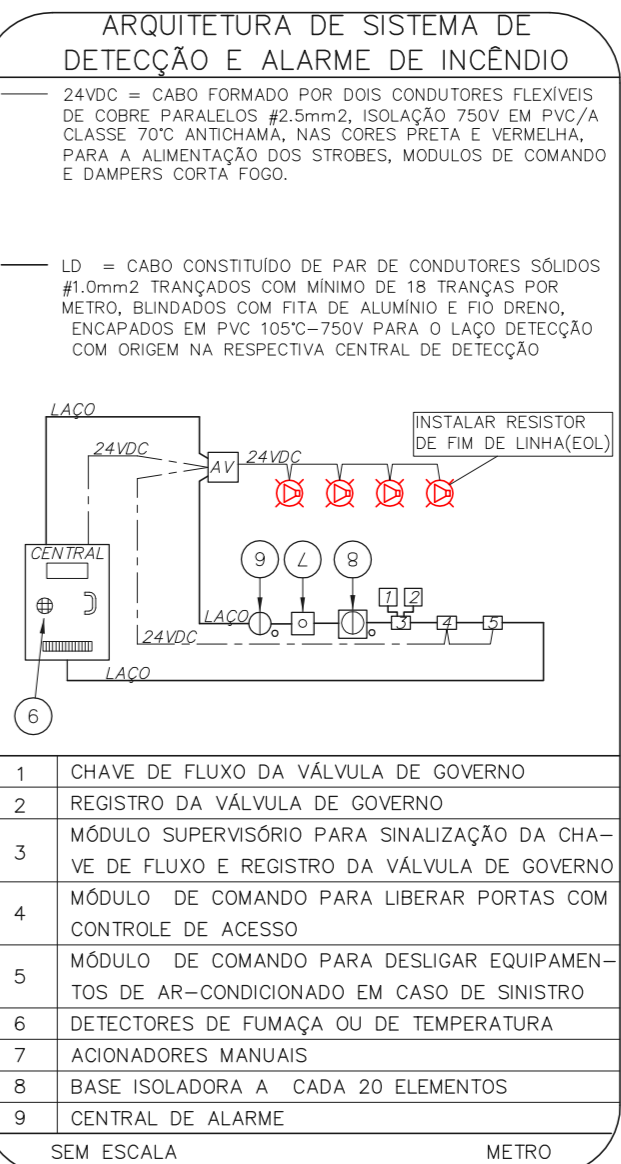 ARQUITETURA DE SISTEMA DE
DETECÇÃO E ALARME DE INCÊNDIO
24VDC = CABO FORMADO POR DOIS CONDUTORES FLEXÍVEIS
DE COBRE PARALELOS #2.5mm2, ISOLAÇÃO 750V EM PVC/A
CLASSE 70°C ANTICHAMA, NAS CORES PRETA E VERMELHA,
PARA A ALIMENTAÇÃO DOS STROBES, MODULOS DE COMANDO
E DAMPERS CORTA FOGO.
LD = CABO CONSTITUÍDO DE PAR DE CONDUTORES SÓLIDOS
#1.0mm2 TRANÇADOS COM MÍNIMO DE 18 TRANÇAS POR
METRO, BLINDADOS COM FITA DE ALUMÍNIO E FIO DRENO,
ENCAPADOS EM PVC 105°C-750V PARA O LAÇO DETECÇÃO
COM ORIGEM NA RESPECTIVA CENTRAL DE DETECÇÃO
LAÇO
INSTALAR RESISTOR
DE FIM DE LINHA(EOL)
24VDC
AV
24VDC
CENTRAL
6 7 8
1 2
LAÇO
3 4 5
24VDC
LAÇO
9
1 CHAVE DE FLUXO DA VÁLVULA DE GOVERNO
2 REGISTRO DA VÁLVULA DE GOVERNO
3 MÓDULO SUPERVISÓRIO PARA SINALIZAÇÃO DA CHA-
VE DE FLUXO E REGISTRO DA VÁLVULA DE GOVERNO
4 MÓDULO DE COMANDO PARA LIBERAR PORTAS COM
CONTROLE DE ACESSO
5 MÓDULO DE COMANDO PARA DESLIGAR EQUIPAMEN-
TOS DE AR-CONDICIONADO EM CASO DE SINISTRO
6 DETECTORES DE FUMAÇA OU DE TEMPERATURA
7 ACIONADORES MANUAIS
8 BASE ISOLADORA A CADA 20 ELEMENTOS
9 CENTRAL DE ALARME
SEM ESCALA METRO